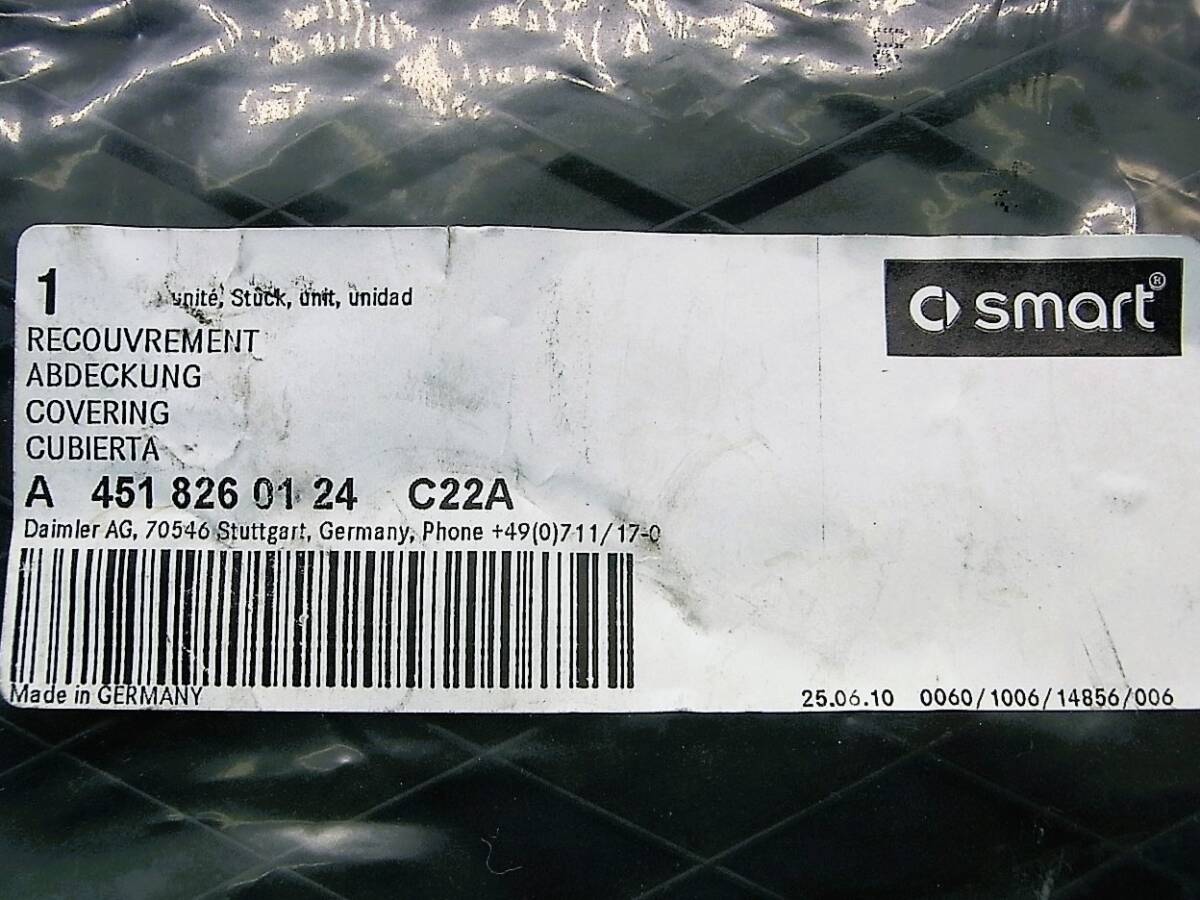 1 unité, Stück, unit, unidad
smart®
RECOUVREMENT
ABDECKUNG
COVERING
CUBIERTA
A 451 826 01 24 C22A
Daimler AG, 70546 Stuttgart, Germany, Phone +49(0)711/17-0
Made in GERMANY
25.06.10 0060/1006/14856/006